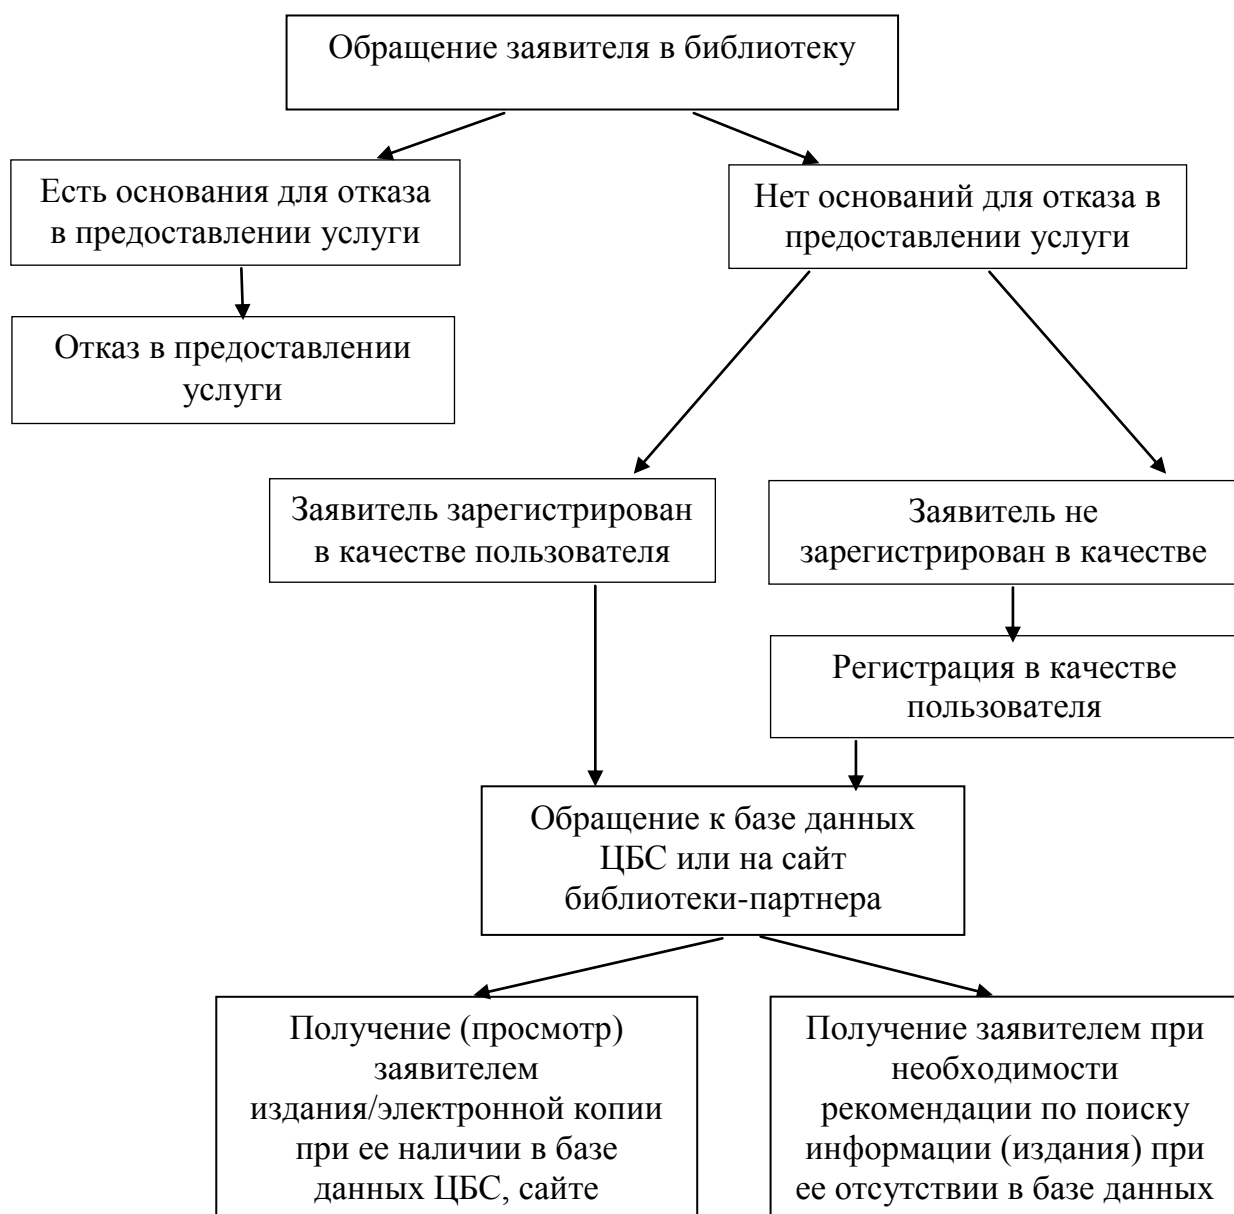 Обращение заявителя в библиотеку
Есть основания для отказа
в предоставлении услуги
Нет оснований для отказа в
предоставлении услуги
Отказ в предоставлении
услуги
Заявитель зарегистрирован
в качестве пользователя
Заявитель не
зарегистрирован в качестве
Регистрация в качестве
пользователя
Обращение к базе данных
ЦБС или на сайт
библиотеки-партнера
Получение (просмотр)
заявителем
издания/электронной копии
при ее наличии в базе
данных ЦБС, сайте
Получение заявителем при
необходимости
рекомендации по поиску
информации (издания) при
ее отсутствии в базе данных